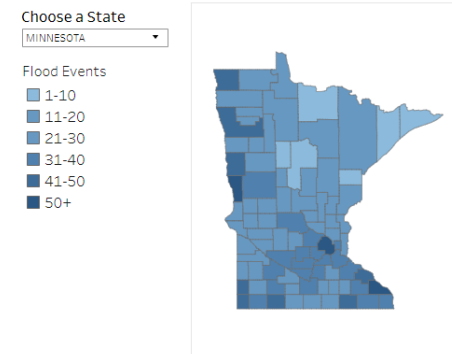 Choose a State
MINNESOTA
Flood Events
1-10
11-20
21-30
31-40
41-50
50+